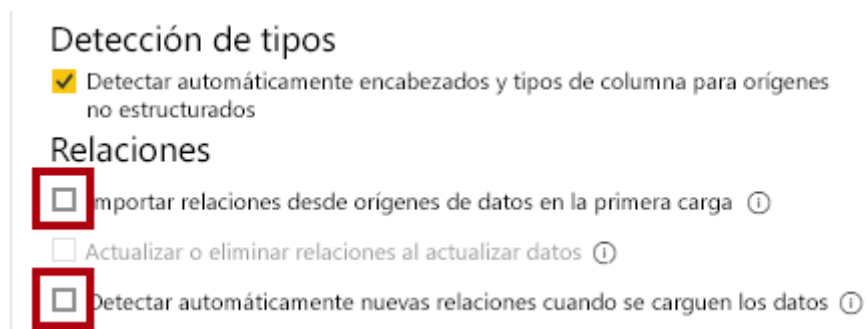 Detección de tipos
Detectar automáticamente encabezados y tipos de columna para orígenes
no estructurados
Relaciones
mportar relaciones desde orígenes de datos en la primera carga
Actualizar o eliminar relaciones al actualizar datos
Detectar automáticamente nuevas relaciones cuando se carguen los datos